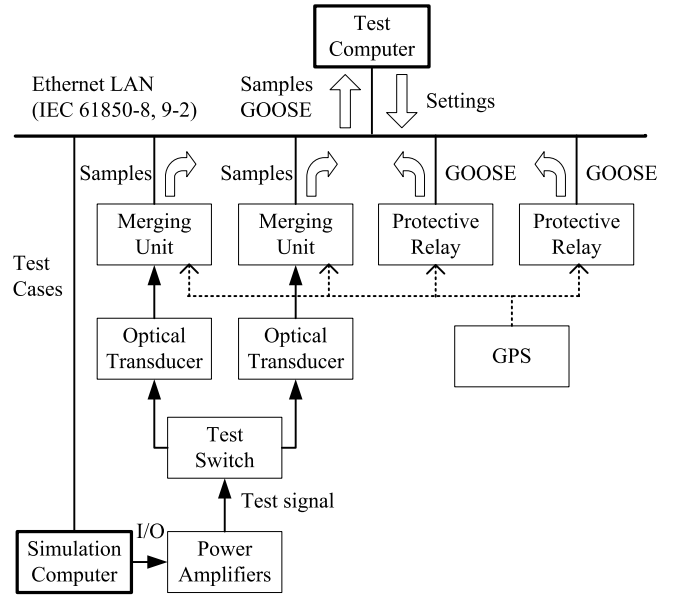 Test
Computer
Ethernet LAN
(IEC 61850-8, 9-2)
Samples
GOOSE
Settings
Samples
Samples
GOOSE
GOOSE
Merging
Unit
Merging
Unit
Protective
Relay
Protective
Relay
Test
Cases
Optical
Transducer
Optical
Transducer
GPS
Test
Switch
Test signal
I/O
Simulation
Computer
Power
Amplifiers